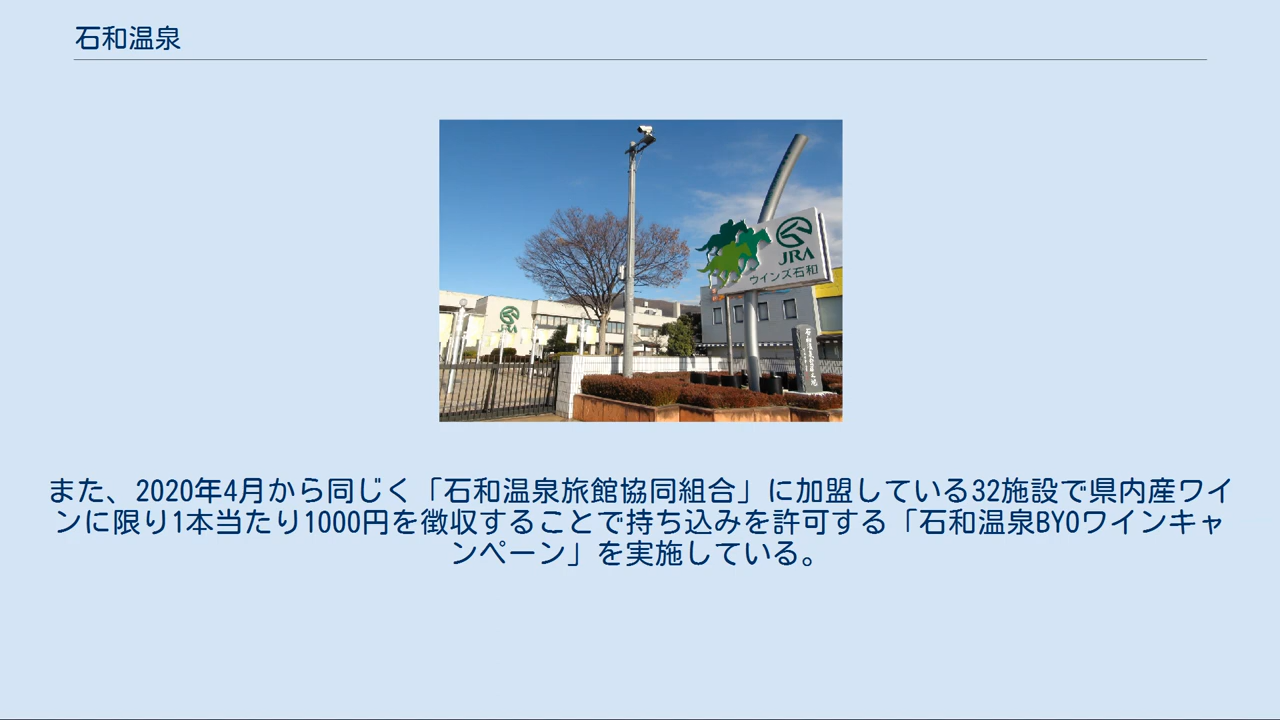 石和温泉
JRA
ウインズ石和
JRA
また、2020年4月から同じく「石和温泉旅館協同組合」に加盟している32施設で県内産ワイ
ンに限り1本当たり1000円を徴収することで持ち込みを許可する「石和温泉BYOワインキャ
ンペーン」を実施している。